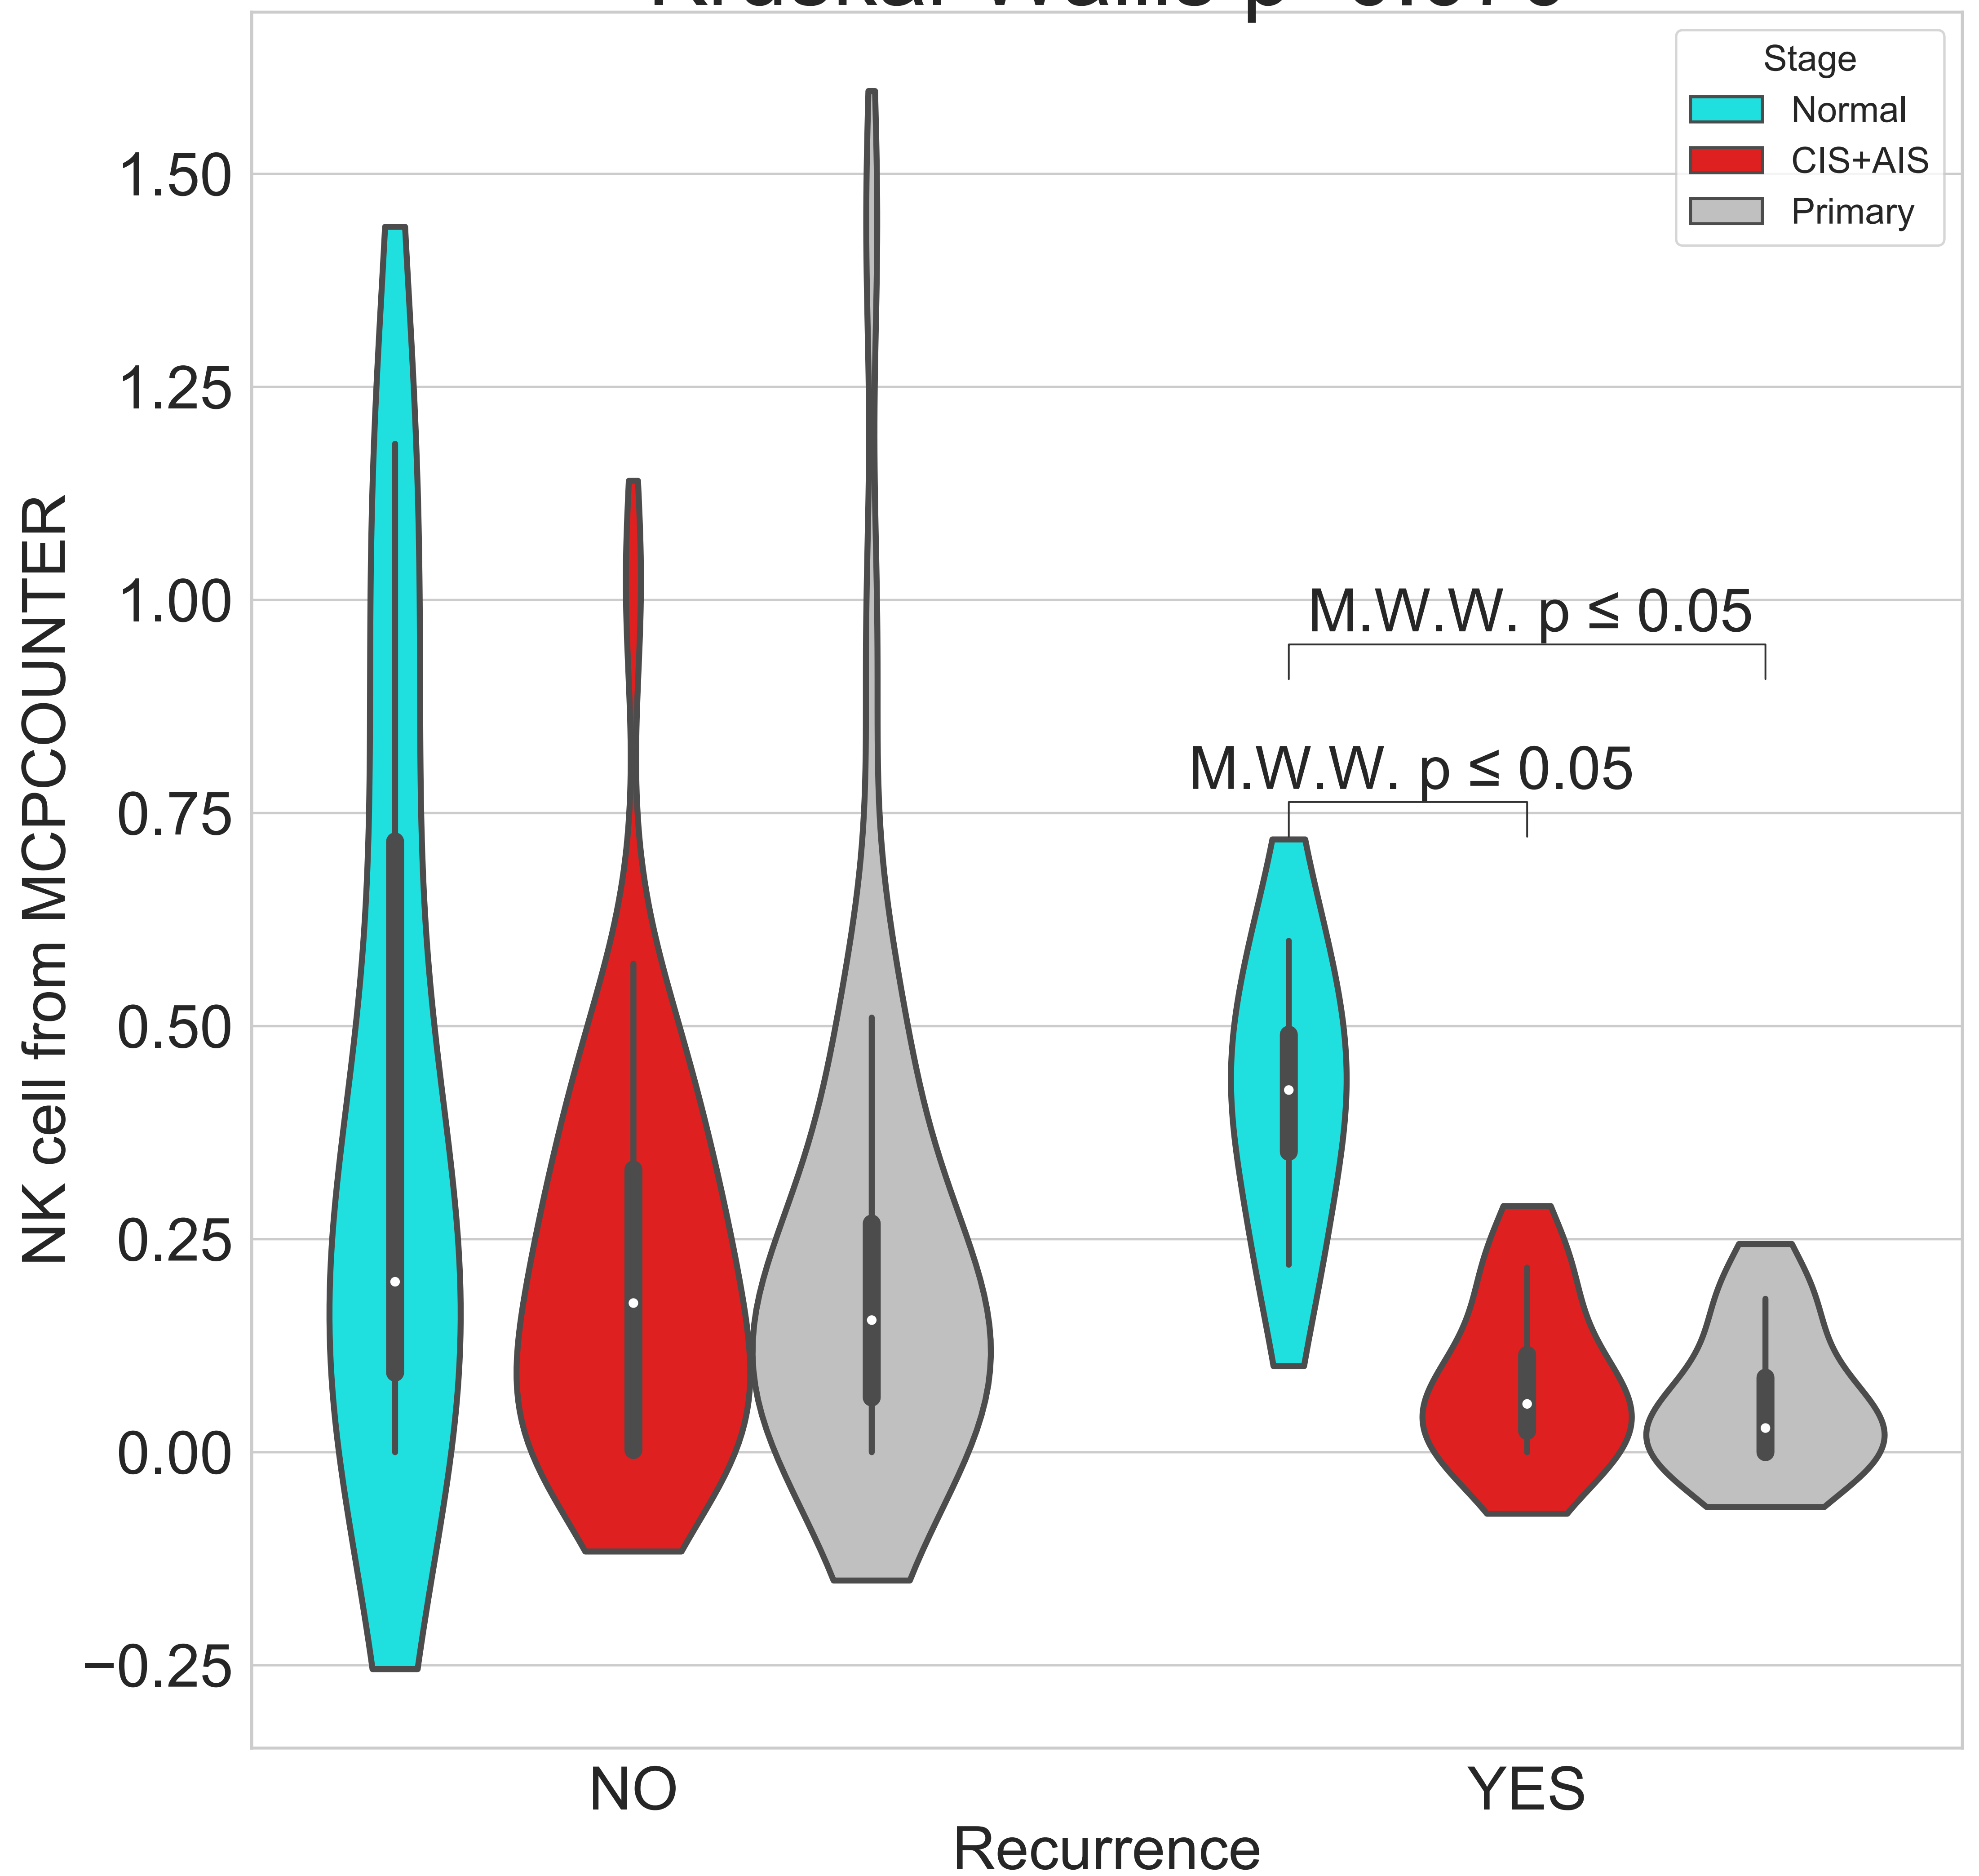 Stage
Normal
CIS+AIS
Primary
1.50
1.25
1.00
0.75
0.50
0.25
0.00
−0.25
NK cell from MCPCOUNTER
M.W.W. p ≤ 0.05
M.W.W. p ≤ 0.05
NO
YES
Recurrence